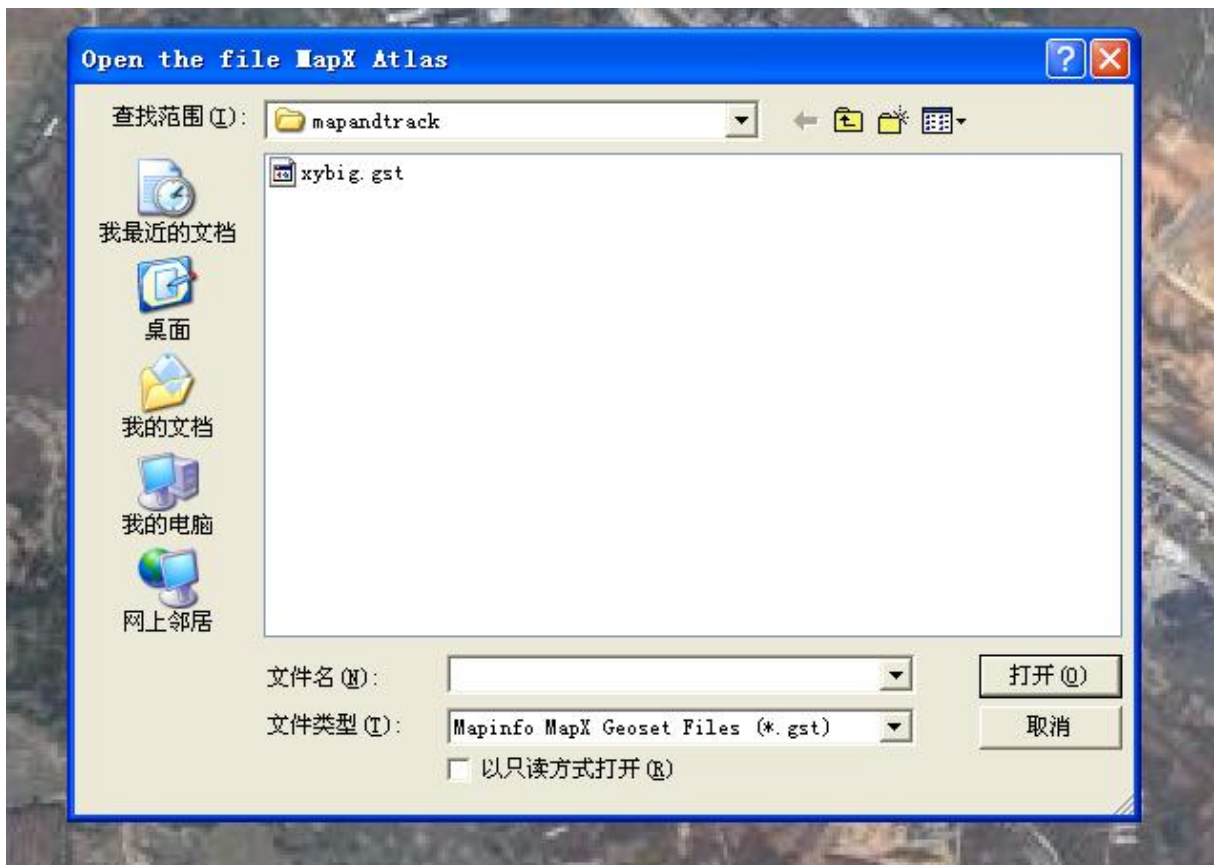 Open the file MapX Atlas
查找范围(I): mapandtrack
xybig.gst
我最近的文档
桌面
我的文档
我的电脑
网上邻居
文件名(N): 打开(O)
文件类型(T): Mapinfo MapX Geoset Files (*.gst) 取消
以只读方式打开(R)